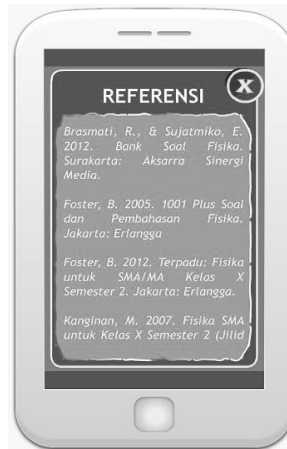 REFERENSI
X
Brasmati, R., & Sujatmiko, E.
2012. Bank Soal Fisika.
Surakarta: Aksarra Sinergi
Media.
Foster, B. 2005. 1001 Plus Soal
dan Pembahasan Fisika.
Jakarta: Erlangga
Foster, B. 2012. Terpadu: Fisika
untuk SMA/MA Kelas X
Semester 2. Jakarta: Erlangga.
Kanginan, M. 2007. Fisika SMA
untuk Kelas X Semester 2 (Jilid